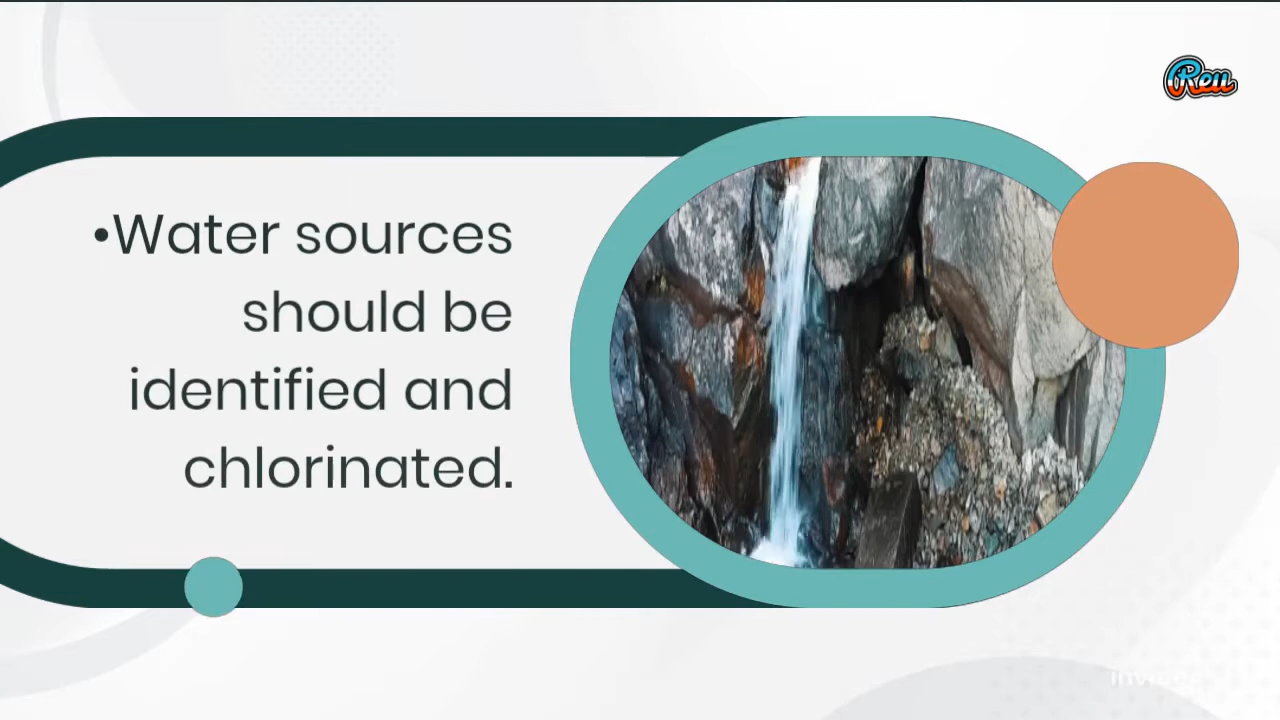 Reu
•Water sources
should be
identified and
chlorinated.